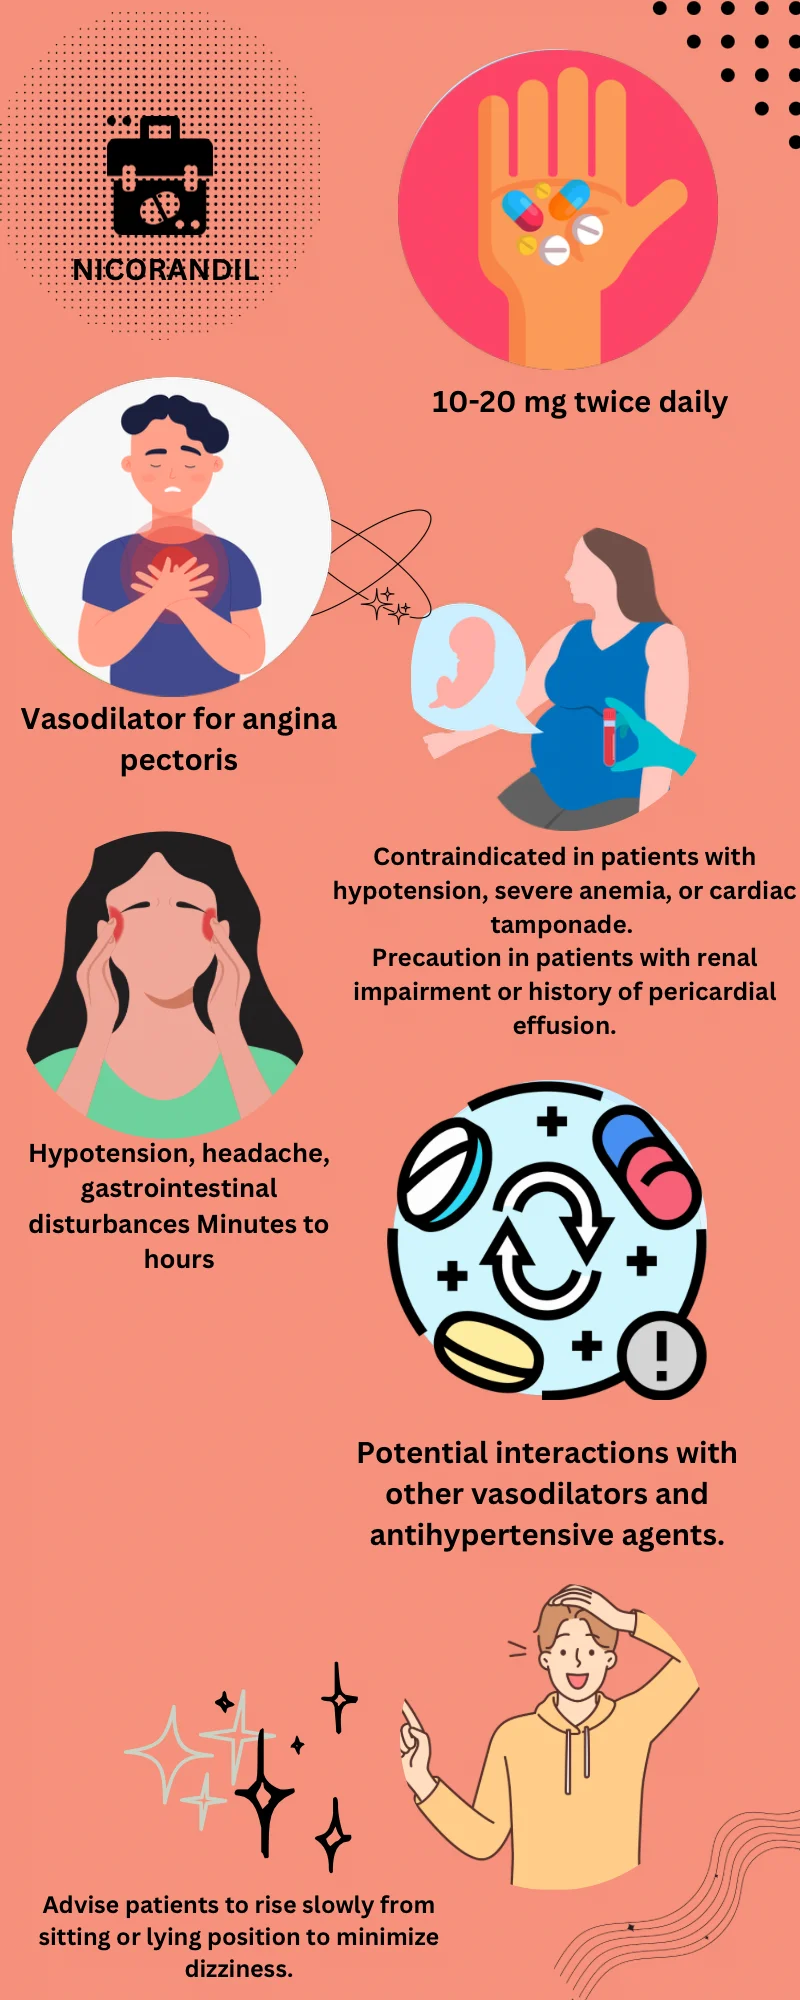 NICORANDIL
10-20 mg twice daily
Vasodilator for angina
pectoris
Contraindicated in patients with
hypotension, severe anemia, or cardiac
tamponade.
Precaution in patients with renal
impairment or history of pericardial
effusion.
Hypotension, headache,
gastrointestinal
disturbances Minutes to
hours
Potential interactions with
other vasodilators and
antihypertensive agents.
Advise patients to rise slowly from
sitting or lying position to minimize
dizziness.